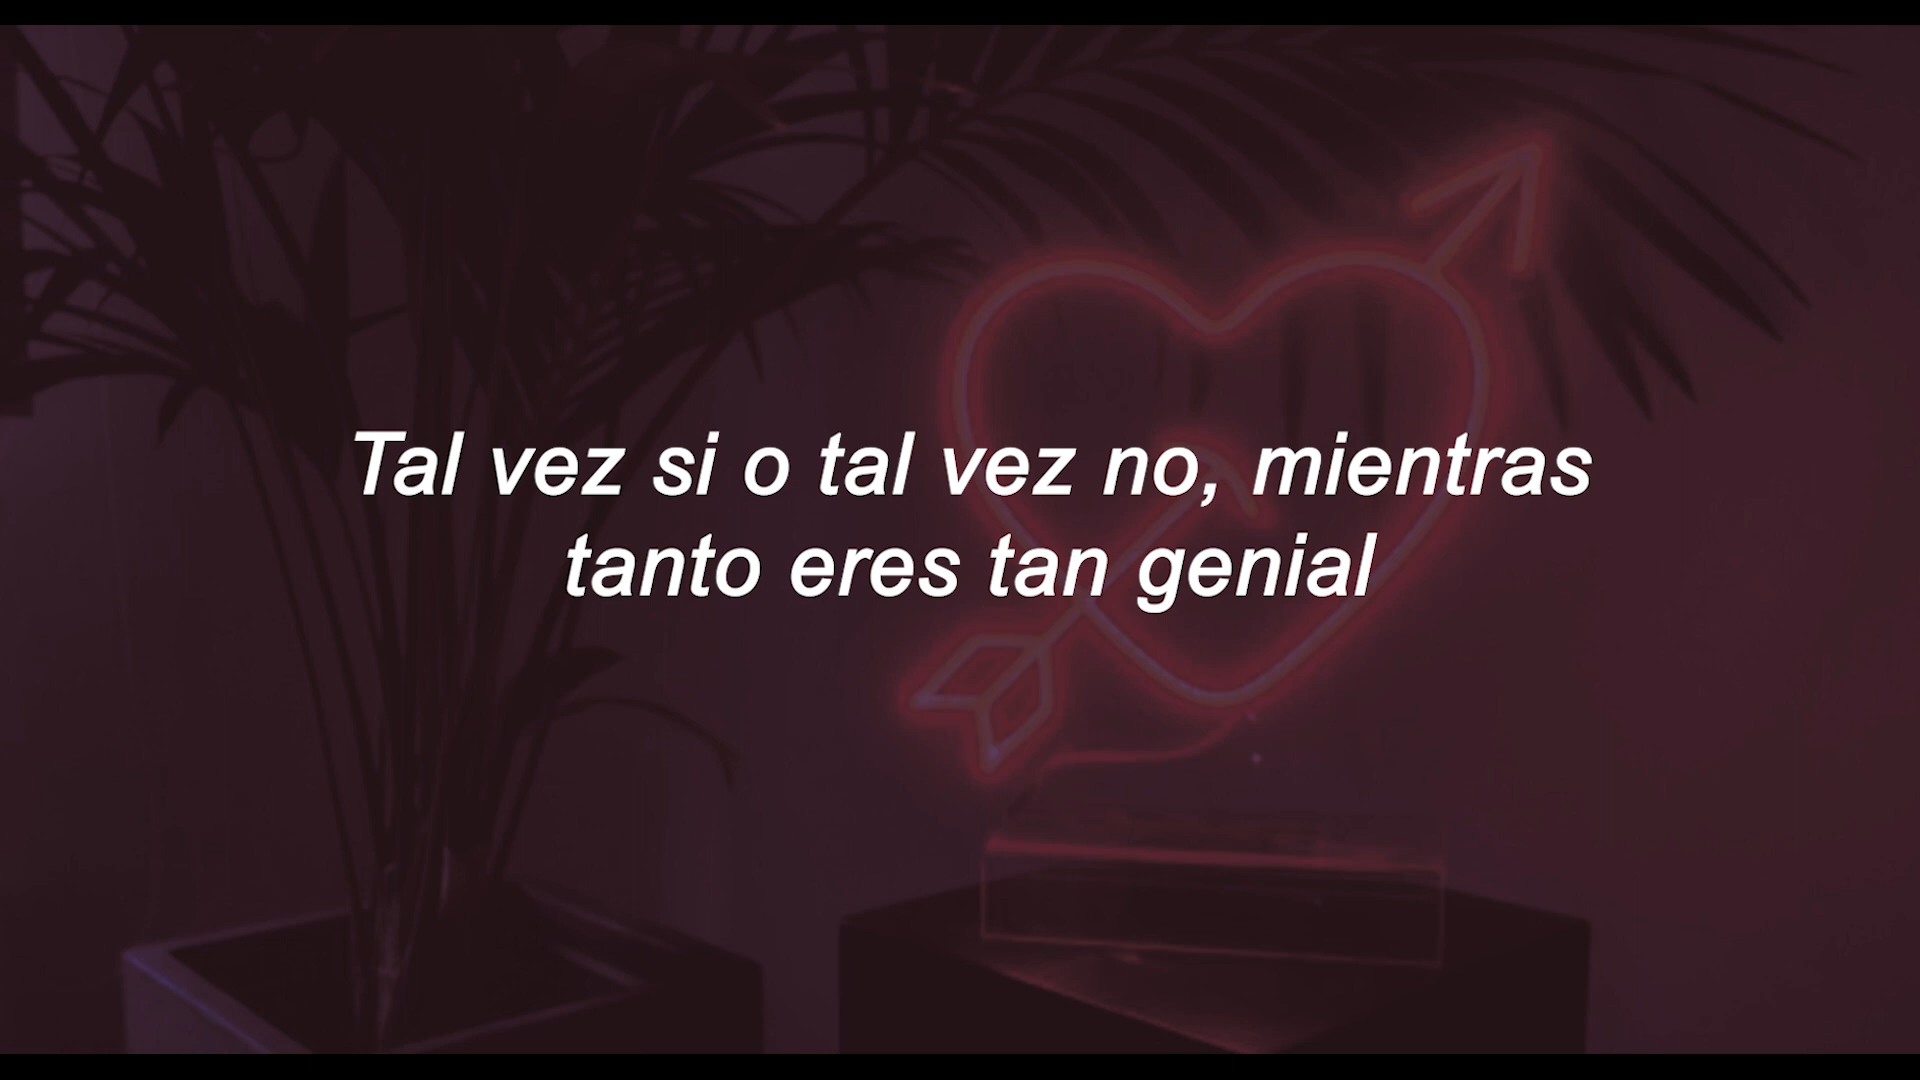 Tal vez si o tal vez no, mientras
tanto eres tan genial